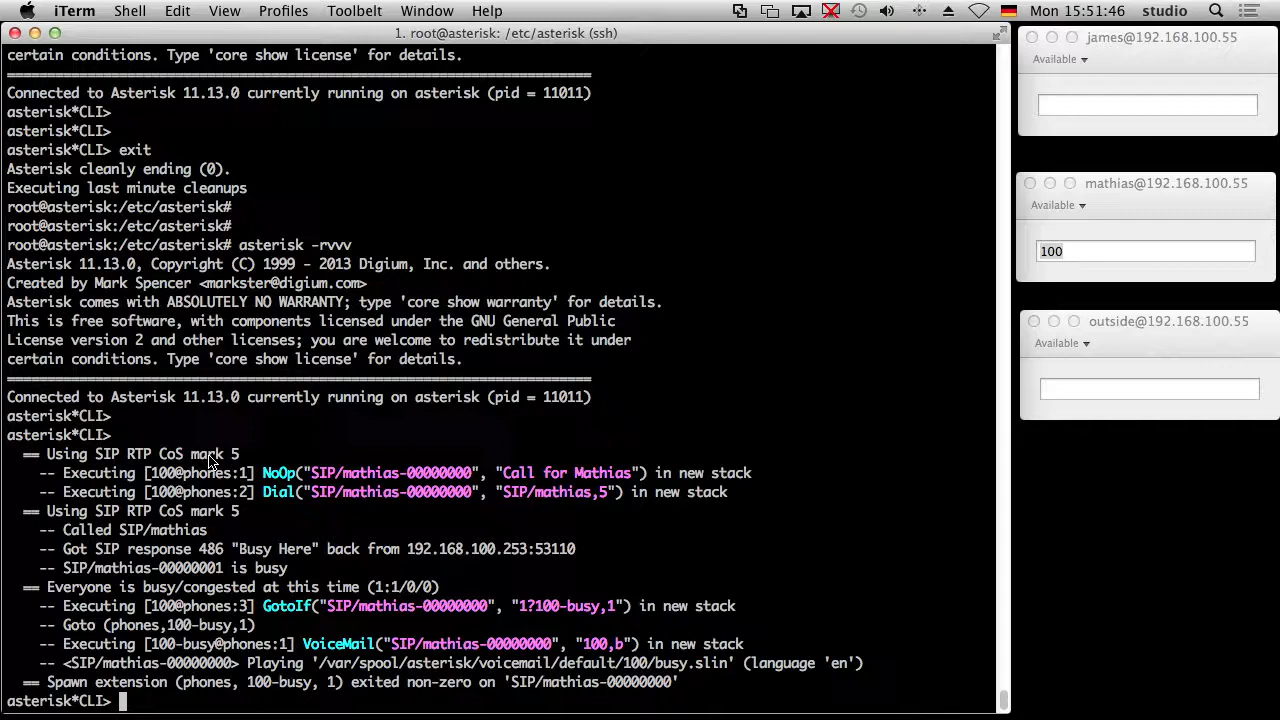 iTerm Shell Edit View Profiles Toolbelt Window Help Mon 15:51:46 studio
1. root@asterisk: /etc/asterisk (ssh)
certain conditions. Type 'core show license' for details.
Connected to Asterisk 11.13.0 currently running on asterisk (pid = 11011)
asterisk*CLI>
asterisk*CLI>
asterisk*CLI> exit
Asterisk cleanly ending (0).
Executing last minute cleanups
root@asterisk:/etc/asterisk#
root@asterisk:/etc/asterisk#
root@asterisk:/etc/asterisk# asterisk -rvvv
Asterisk 11.13.0, Copyright (C) 1999 - 2013 Digium, Inc. and others.
Created by Mark Spencer <markster@digium.com>
Asterisk comes with ABSOLUTELY NO WARRANTY; type 'core show warranty' for details.
This is free software, with components licensed under the GNU General Public
License version 2 and other licenses; you are welcome to redistribute it under
certain conditions. Type 'core show license' for details.
Connected to Asterisk 11.13.0 currently running on asterisk (pid = 11011)
asterisk*CLI>
asterisk*CLI>
== Using SIP RTP CoS mark 5
-- Executing [100@phones:1] NoOp("SIP/mathias-00000000", "Call for Mathias") in new stack
-- Executing [100@phones:2] Dial("SIP/mathias-00000000", "SIP/mathias,5") in new stack
== Using SIP RTP CoS mark 5
-- Called SIP/mathias
-- Got SIP response 486 "Busy Here" back from 192.168.100.253:53110
-- SIP/mathias-00000001 is busy
== Everyone is busy/congested at this time (1:1/0/0)
-- Executing [100@phones:3] GotoIf("SIP/mathias-00000000", "1?100-busy,1") in new stack
-- Goto (phones,100-busy,1)
-- Executing [100-busy@phones:1] VoiceMail("SIP/mathias-00000000", "100,b") in new stack
-- <SIP/mathias-00000000> Playing '/var/spool/asterisk/voicemail/default/100/busy.slin' (language 'en')
== Spawn extension (phones, 100-busy, 1) exited non-zero on 'SIP/mathias-00000000'
asterisk*CLI>
james@192.168.100.55
Available
mathias@192.168.100.55
Available
100
outside@192.168.100.55
Available